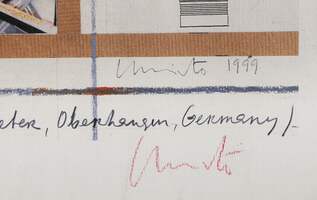 Christo 1999
eter, Oberhausen, Germany) -
Christo